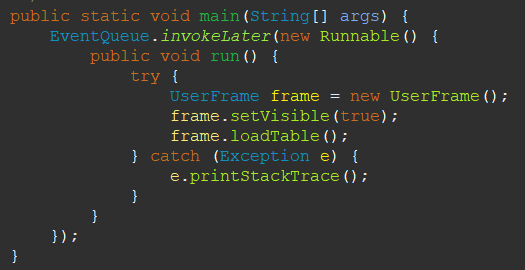 public static void main(String[] args) {
    EventQueue.invokeLater(new Runnable() {
        public void run() {
            try {
                UserFrame frame = new UserFrame();
                frame.setVisible(true);
                frame.loadTable();
            } catch (Exception e) {
                e.printStackTrace();
            }
        }
    });
}